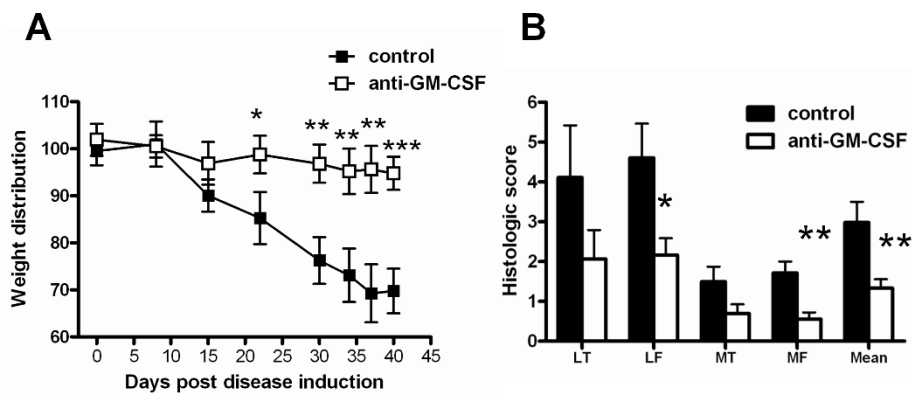 A
control
anti-GM-CSF
110
100
90
80
70
60
Weight distribution
* ** ** ** ***
0 5 10 15 20 25 30 35 40 45
Days post disease induction
B
control
anti-GM-CSF
6
5
4
3
2
1
0
Histologic score
* ** **
LT LF MT MF Mean